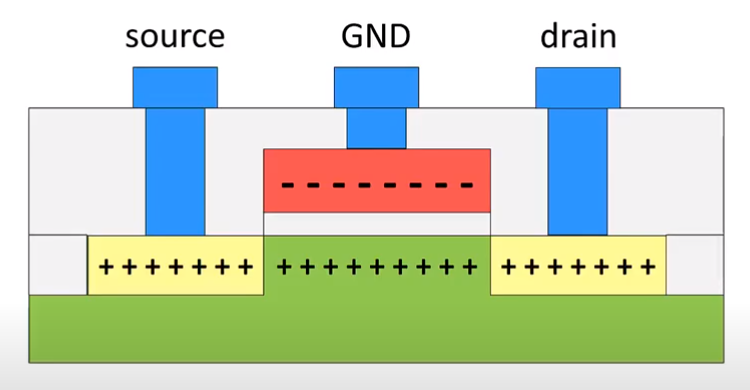 source GND drain
- - - - - - - -
+ + + + + + + + + + + + + + + + + + + + + + +